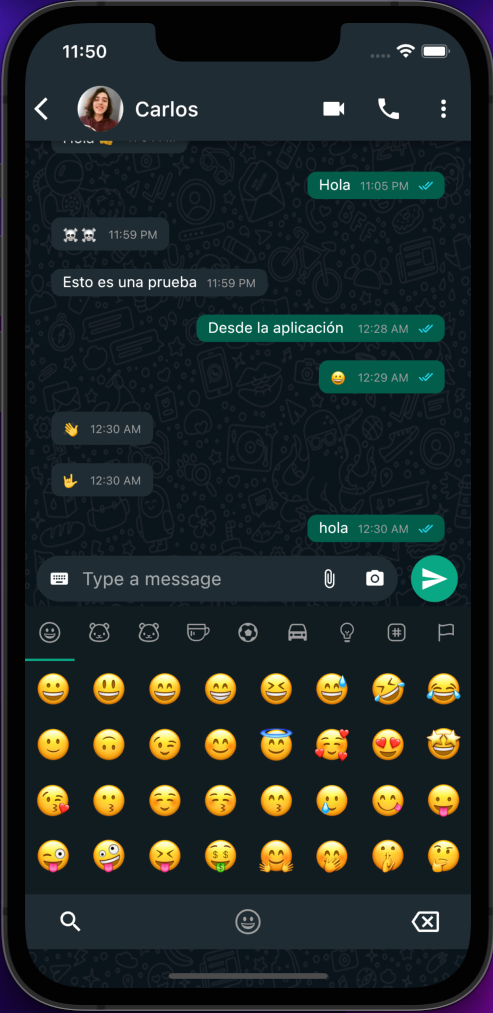 11:50
Carlos
Hola
Hola 11:05 PM
☠️☠️ 11:59 PM
Esto es una prueba 11:59 PM
Desde la aplicación 12:28 AM
😀 12:29 AM
👋 12:30 AM
🤟 12:30 AM
hola 12:30 AM
Type a message